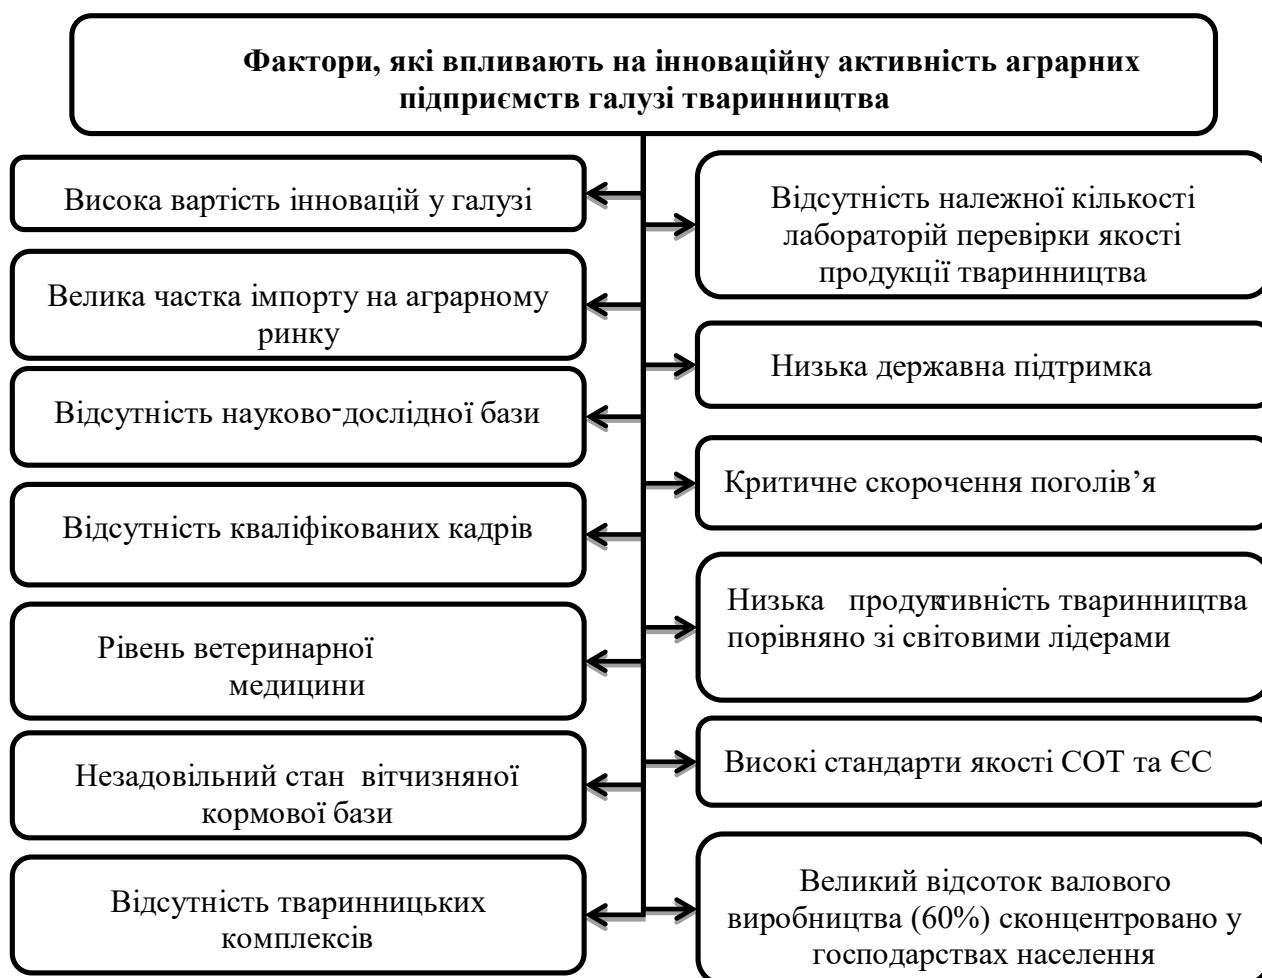 Фактори, які впливають на інноваційну активність аграрних
підприємств галузі тваринництва
Висока вартість інновацій у галузі
Велика частка імпорту на аграрному
ринку
Відсутність науково-дослідної бази
Відсутність кваліфікованих кадрів
Рівень ветеринарної
медицини
Незадовільний стан вітчизняної
кормової бази
Відсутність тваринницьких
комплексів
Відсутність належної кількості
лабораторій перевірки якості
продукції тваринництва
Низька державна підтримка
Критичне скорочення поголів’я
Низька продуктивність тваринництва
порівняно зі світовими лідерами
Високі стандарти якості СОТ та ЄС
Великий відсоток валового
виробництва (60%) сконцентровано у
господарствах населення